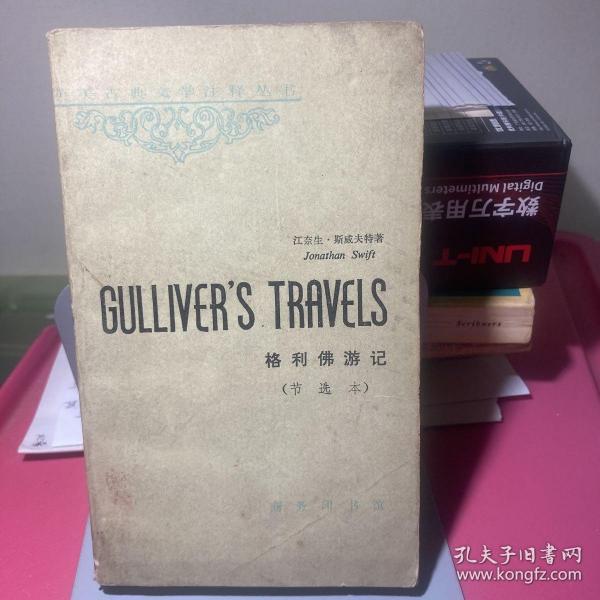 英美古典文学注释丛书
江奈生·斯威夫特著
Jonathan Swift
GULLIVER'S TRAVELS
格利佛游记
(节选本)
商务印书馆
数字万用表
Digital Multimeters
UNI-T
Scribners
孔夫子旧书网
www.kongfz.com